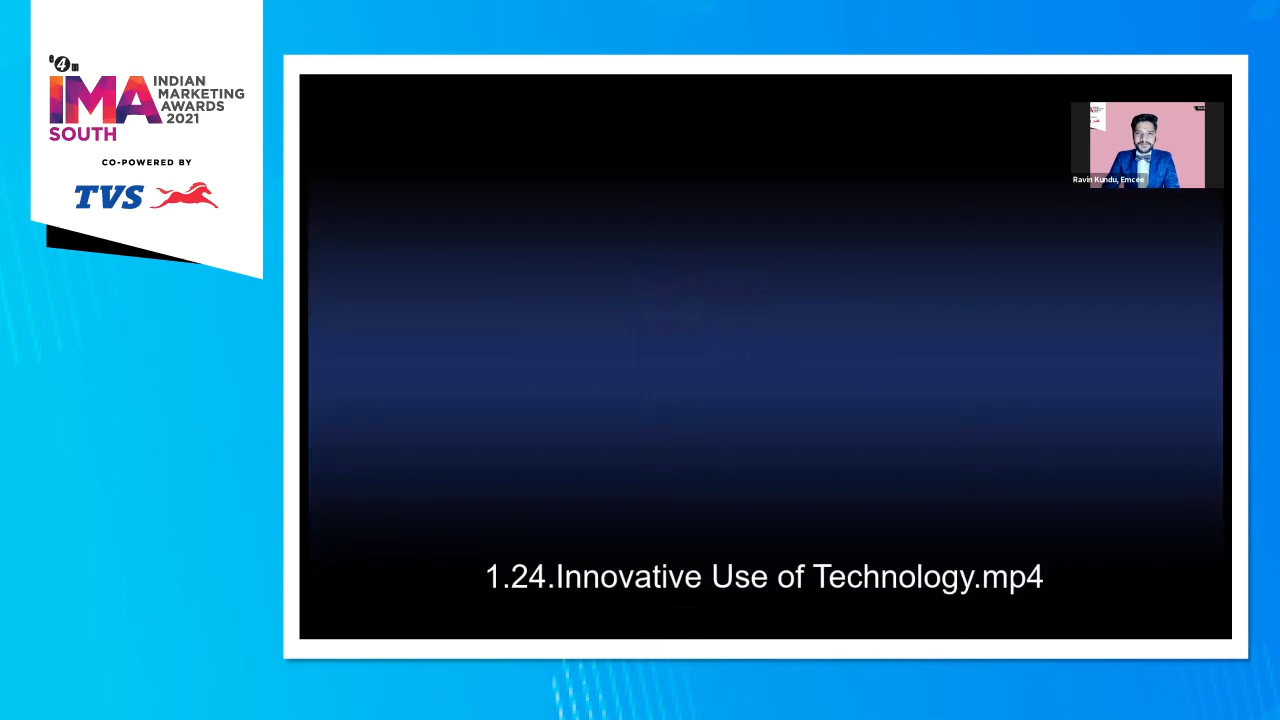 e4m
IMA
INDIAN
MARKETING
AWARDS
2021
SOUTH
CO-POWERED BY
TVS
Ravin Kundu, Emcee
1.24.Innovative Use of Technology.mp4